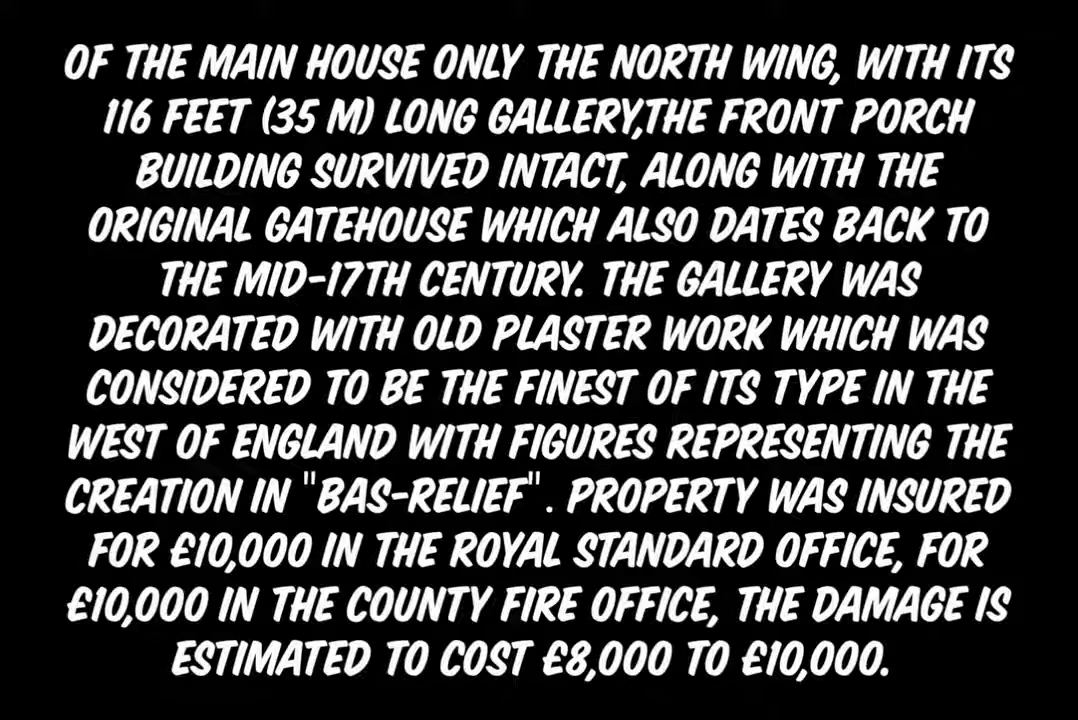 OF THE MAIN HOUSE ONLY THE NORTH WING, WITH ITS
116 FEET (35 M) LONG GALLERY,THE FRONT PORCH
BUILDING SURVIVED INTACT, ALONG WITH THE
ORIGINAL GATEHOUSE WHICH ALSO DATES BACK TO
THE MID-17TH CENTURY. THE GALLERY WAS
DECORATED WITH OLD PLASTER WORK WHICH WAS
CONSIDERED TO BE THE FINEST OF ITS TYPE IN THE
WEST OF ENGLAND WITH FIGURES REPRESENTING THE
CREATION IN "BAS-RELIEF". PROPERTY WAS INSURED
FOR £10,000 IN THE ROYAL STANDARD OFFICE, FOR
£10,000 IN THE COUNTY FIRE OFFICE, THE DAMAGE IS
ESTIMATED TO COST £8,000 TO £10,000.